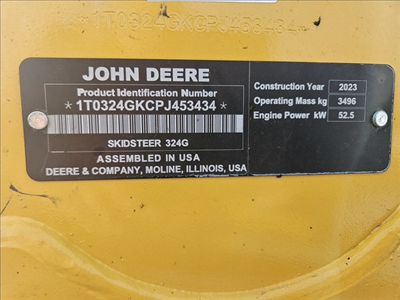 *1T0324GKCPJ453434*
JOHN DEERE
Product Identification Number
*1T0324GKCPJ453434*
SKIDSTEER 324G
ASSEMBLED IN USA
DEERE & COMPANY, MOLINE, ILLINOIS, USA
Construction Year 2023
Operating Mass kg 3496
Engine Power kW 52.5